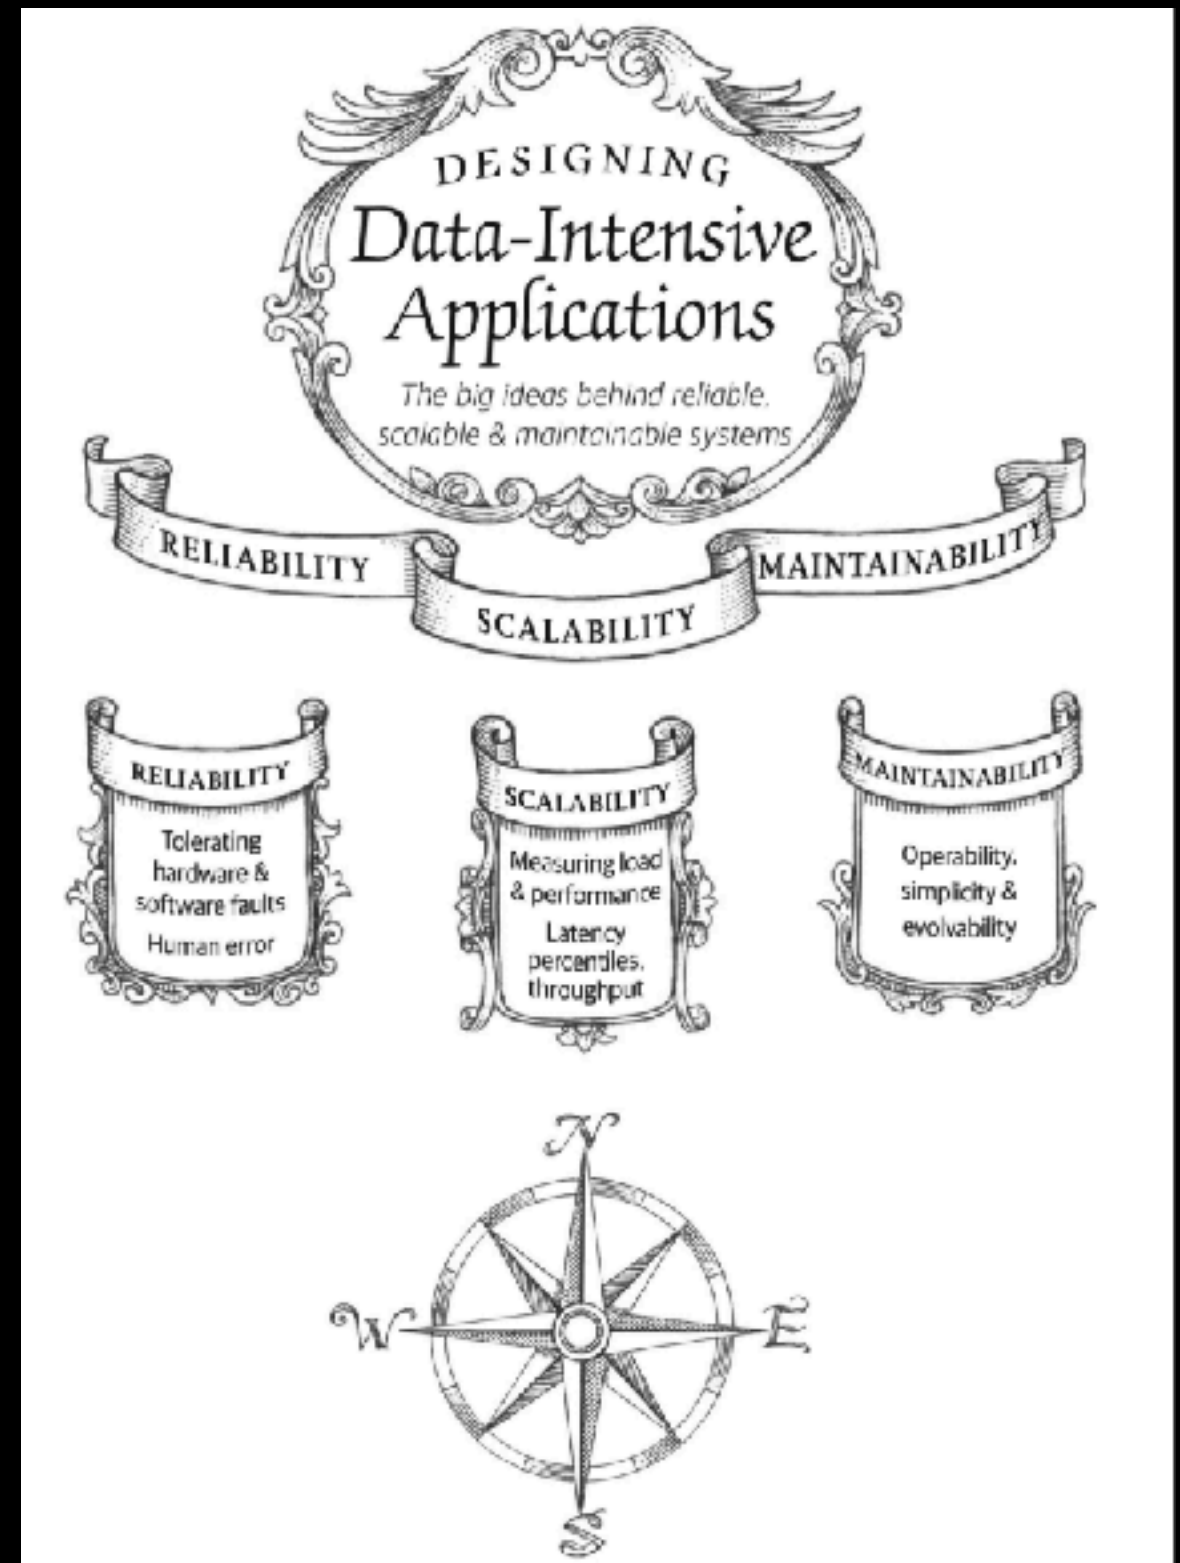 DESIGNING
Data-Intensive
Applications
The big ideas behind reliable,
scalable & maintainable systems
RELIABILITY
SCALABILITY
MAINTAINABILITY
RELIABILITY
Tolerating
hardware &
software faults
Human error
SCALABILITY
Measuring load
& performance
Latency
percentiles,
throughput
MAINTAINABILITY
Operability,
simplicity &
evolvability
N
W
E
S